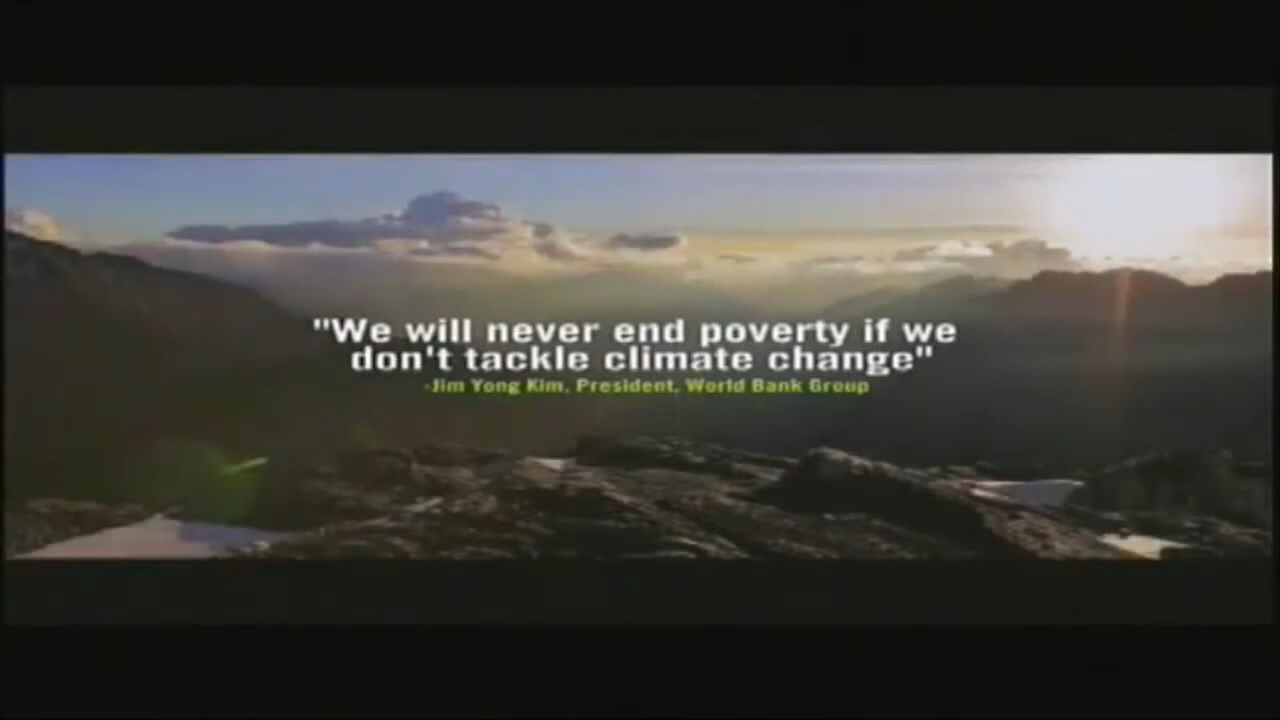 "We will never end poverty if we
don't tackle climate change"
-Jim Yong Kim, President, World Bank Group